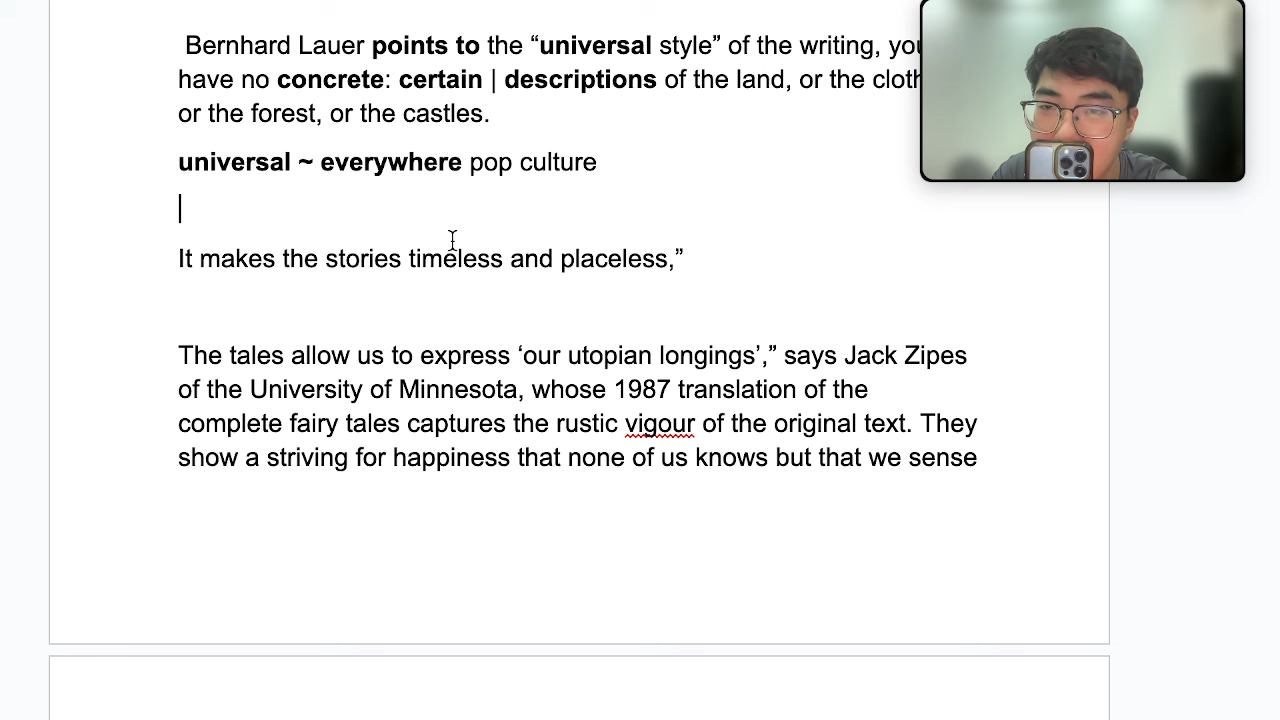 Bernhard Lauer points to the “universal style” of the writing, you
have no concrete: certain | descriptions of the land, or the cloth
or the forest, or the castles.
universal ~ everywhere pop culture
It makes the stories timeless and placeless,”
The tales allow us to express ‘our utopian longings’,” says Jack Zipes
of the University of Minnesota, whose 1987 translation of the
complete fairy tales captures the rustic vigour of the original text. They
show a striving for happiness that none of us knows but that we sense